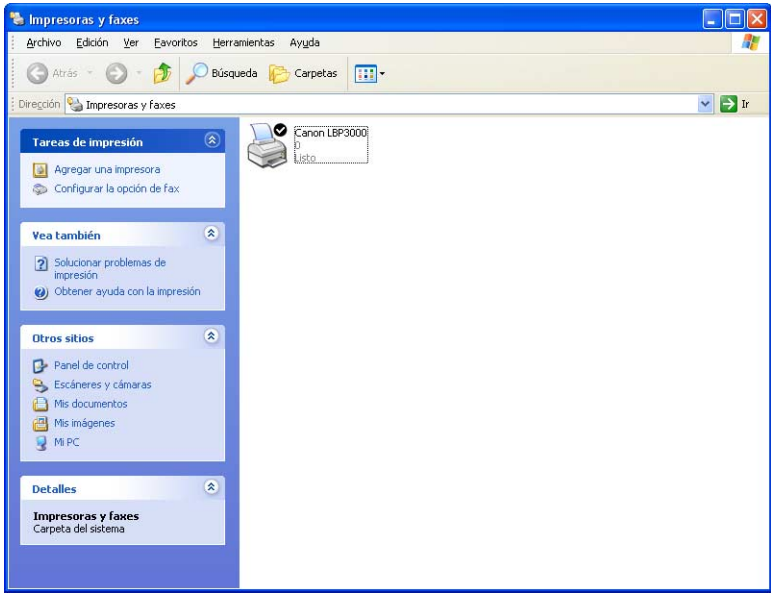 Impresoras y faxes
Archivo Edición Ver Favoritos Herramientas Ayuda
Atrás Búsqueda Carpetas
Dirección Impresoras y faxes Ir
Tareas de impresión
Agregar una impresora
Configurar la opción de fax
Vea también
Solucionar problemas de
impresión
Obtener ayuda con la impresión
Otros sitios
Panel de control
Escáneres y cámaras
Mis documentos
Mis imágenes
Mi PC
Detalles
Impresoras y faxes
Carpeta del sistema
Canon LBP3000
0
Listo